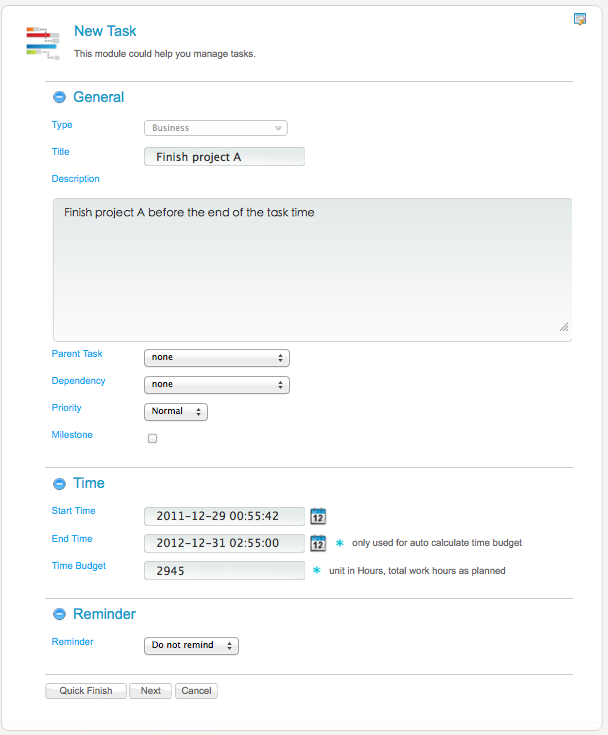 New Task
This module could help you manage tasks.
General
Type
Business
Title
Finish project A
Description
Finish project A before the end of the task time
Parent Task
none
Dependency
none
Priority
Normal
Milestone
Time
Start Time
2011-12-29 00:55:42
12
End Time
2012-12-31 02:55:00
12
* only used for auto calculate time budget
Time Budget
2945
* unit in Hours, total work hours as planned
Reminder
Reminder
Do not remind
Quick Finish Next Cancel